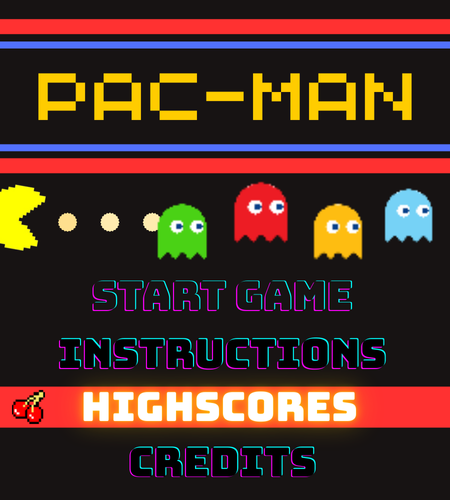 PAC-MAN
START GAME
INSTRUCTIONS
HIGHSCORES
CREDITS